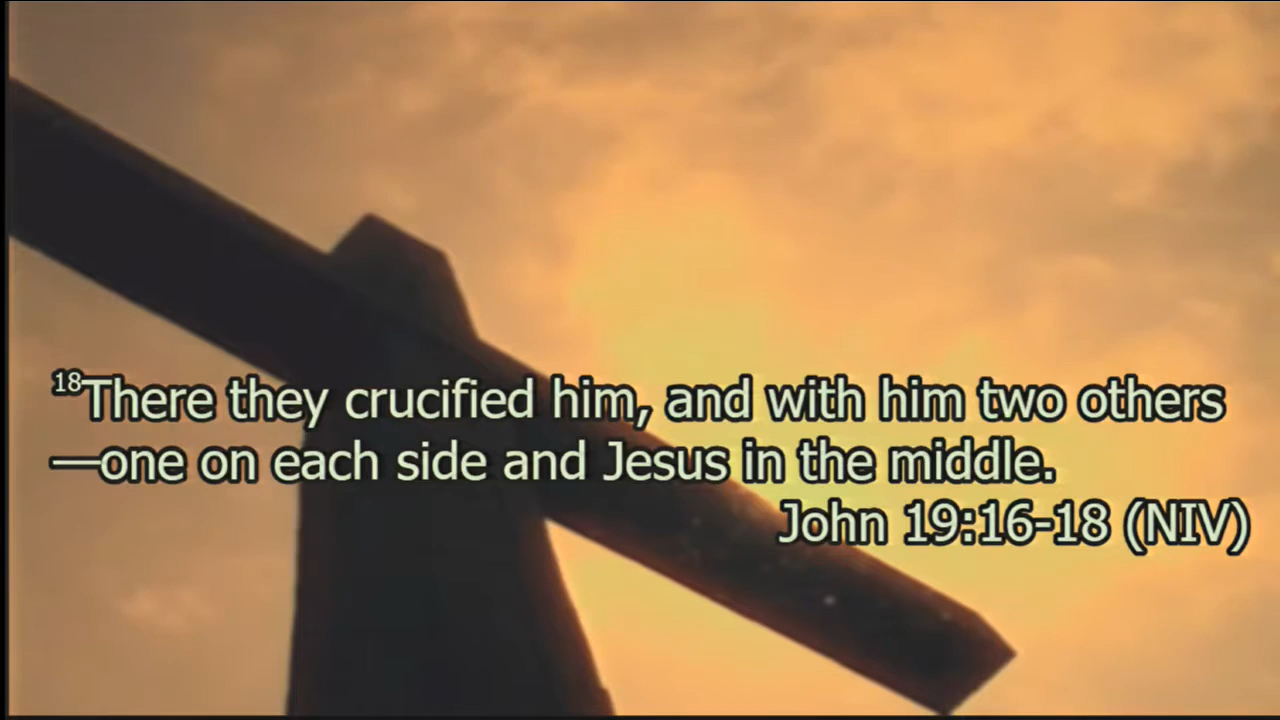 18There they crucified him, and with him two others
—one on each side and Jesus in the middle.
John 19:16-18 (NIV)